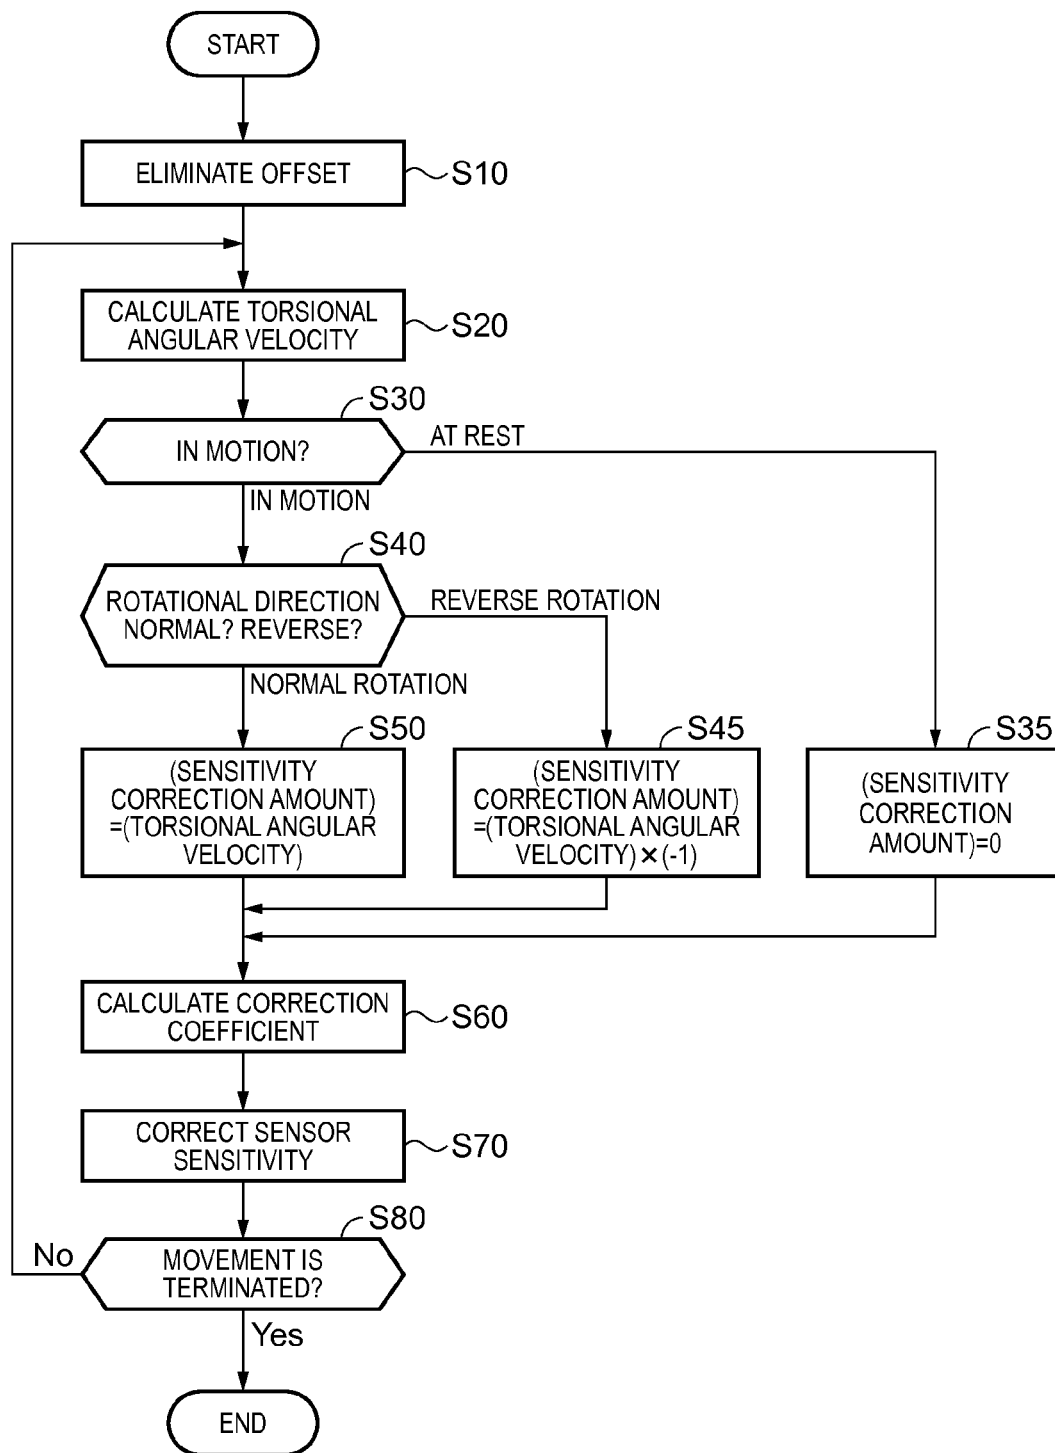 START
ELIMINATE OFFSET
S10
CALCULATE TORSIONAL
ANGULAR VELOCITY
S20
S30
IN MOTION?
AT REST
IN MOTION
S40
ROTATIONAL DIRECTION
NORMAL? REVERSE?
REVERSE ROTATION
NORMAL ROTATION
S50
(SENSITIVITY
CORRECTION AMOUNT)
=(TORSIONAL ANGULAR
VELOCITY)
S45
(SENSITIVITY
CORRECTION AMOUNT)
=(TORSIONAL ANGULAR
VELOCITY)×(-1)
S35
(SENSITIVITY
CORRECTION
AMOUNT)=0
CALCULATE CORRECTION
COEFFICIENT
S60
CORRECT SENSOR
SENSITIVITY
S70
S80
MOVEMENT IS
TERMINATED?
No
Yes
END